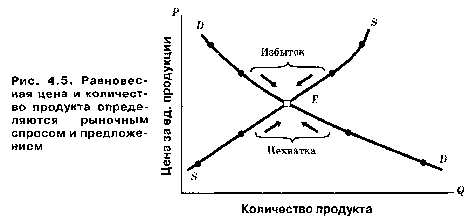 Рис. 4.5. Равновес-
ная цена и количест-
во продукта опреде-
ляются рыночным
спросом и предложе-
нием
P
Цена за ед. продукции
D
S
Избыток
E
Нехватка
S
D
Q
Количество продукта